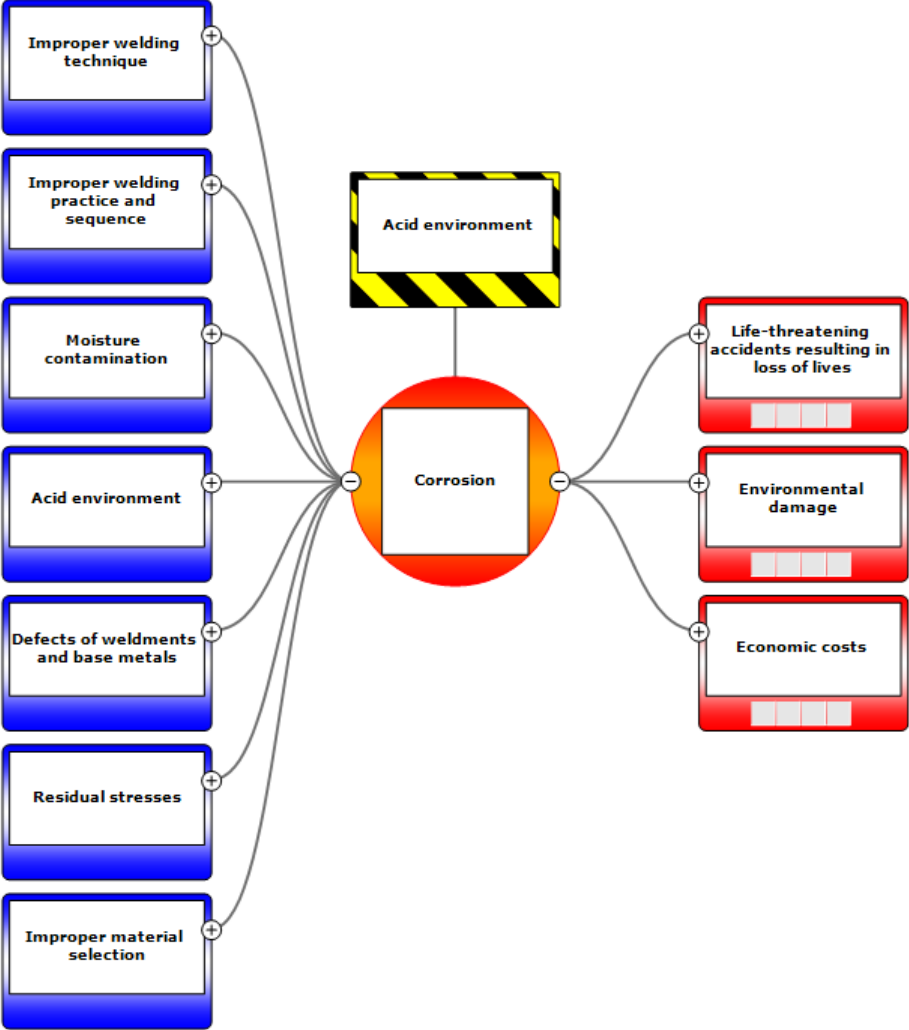 Improper welding
technique
Improper welding
practice and
sequence
Moisture
contamination
Acid environment
Defects of weldments
and base metals
Residual stresses
Improper material
selection
Acid environment
Corrosion
Life-threatening
accidents resulting in
loss of lives
Environmental
damage
Economic costs